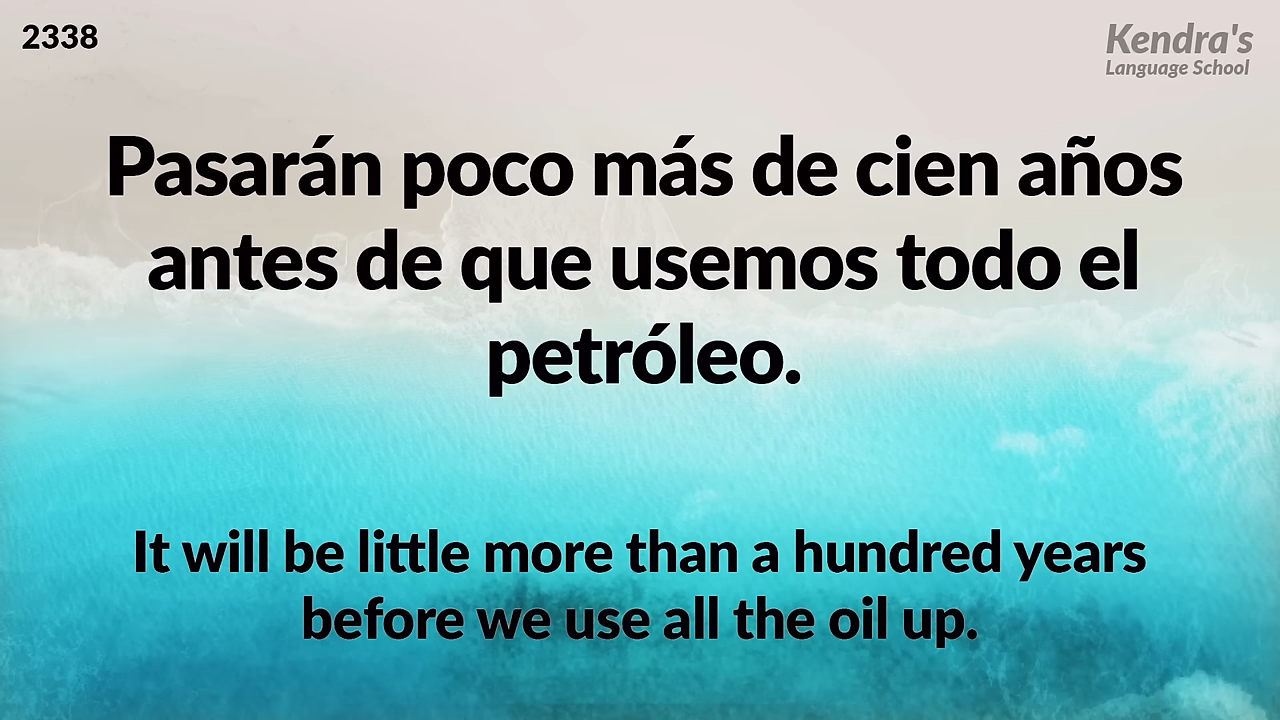 2338
Kendra's
Language School
Pasarán poco más de cien años
antes de que usemos todo el
petróleo.
It will be little more than a hundred years
before we use all the oil up.